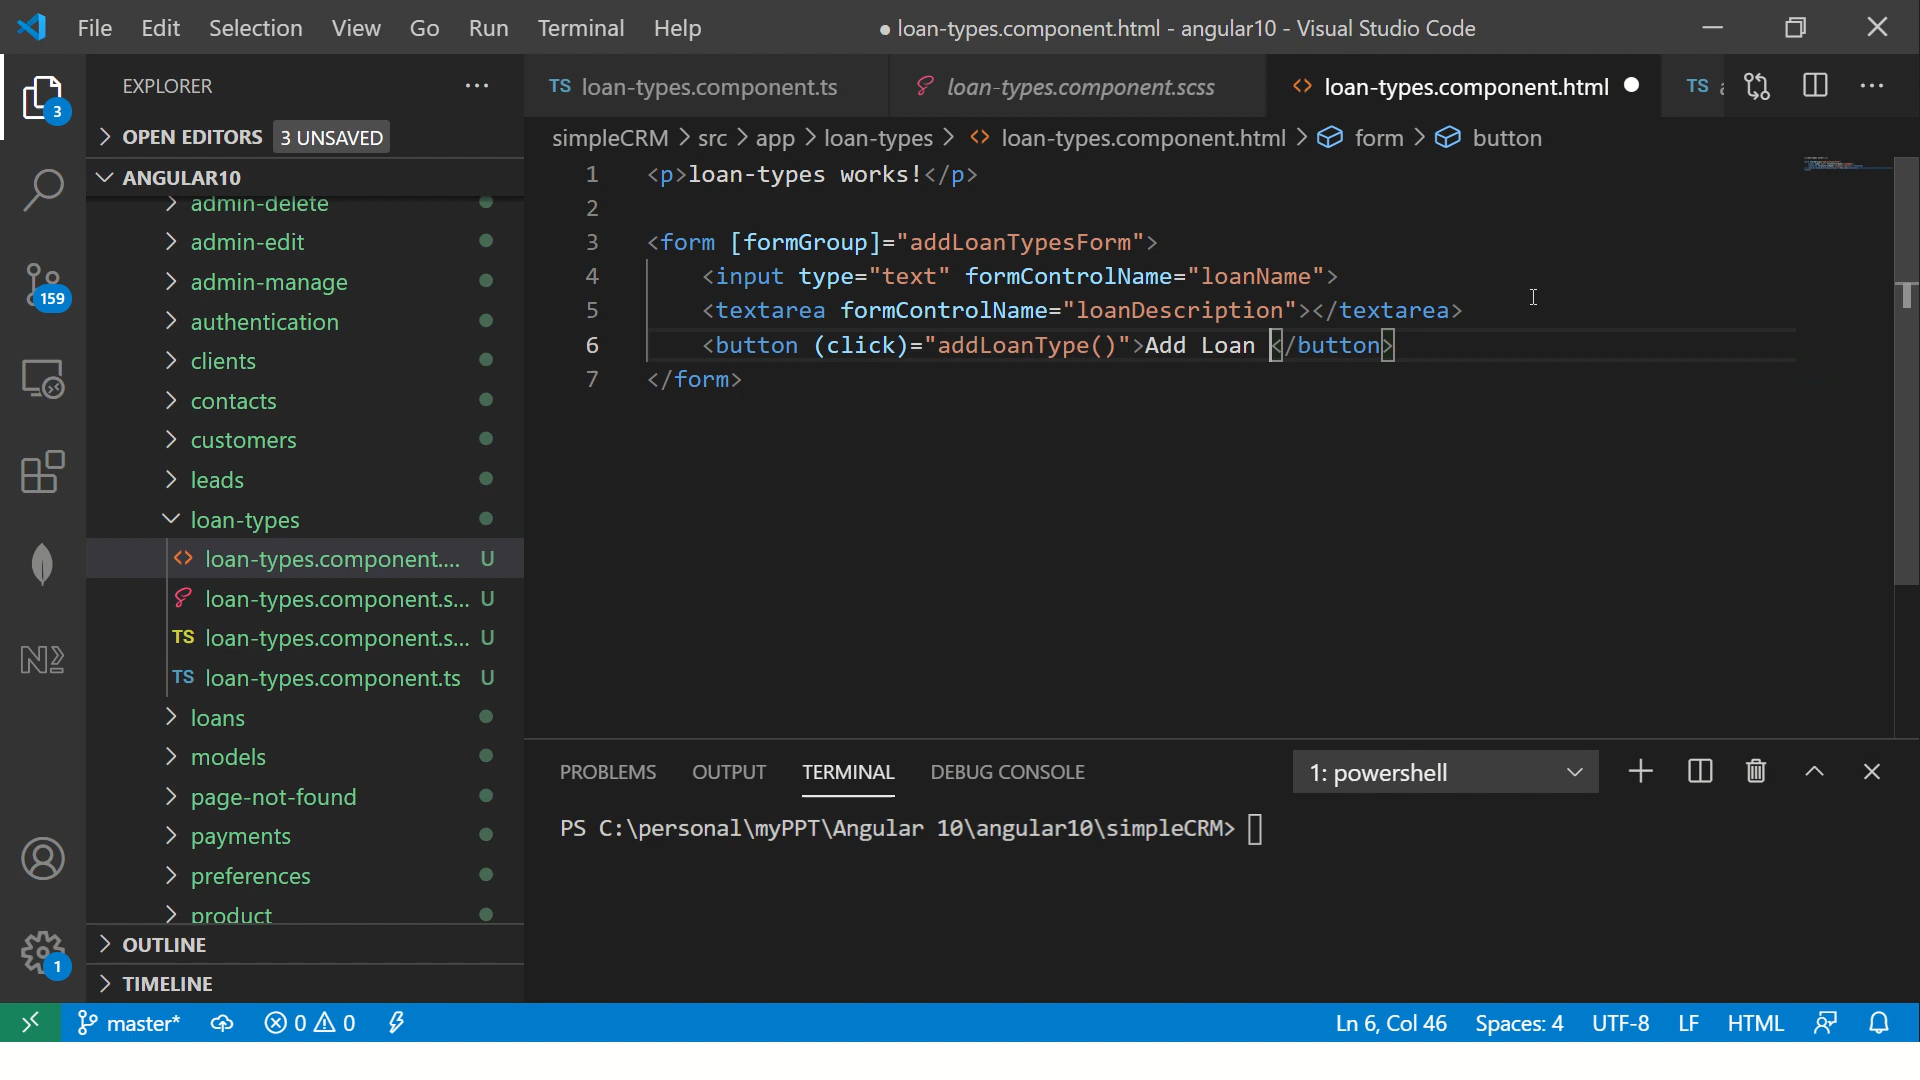 File Edit Selection View Go Run Terminal Help
● loan-types.component.html - angular10 - Visual Studio Code
EXPLORER
OPEN EDITORS 3 UNSAVED
ANGULAR10
admin-delete
admin-edit
admin-manage
authentication
clients
contacts
customers
leads
loan-types
loan-types.component.... U
loan-types.component.s... U
TS loan-types.component.s... U
TS loan-types.component.ts U
loans
models
page-not-found
payments
preferences
product
OUTLINE
TIMELINE
3
159
1
TS loan-types.component.ts
loan-types.component.scss
<> loan-types.component.html ●
TS
simpleCRM > src > app > loan-types > <> loan-types.component.html > form > button
1 <p>loan-types works!</p>
2
3 <form [formGroup]="addLoanTypesForm">
4 <input type="text" formControlName="loanName">
5 <textarea formControlName="loanDescription"></textarea>
6 <button (click)="addLoanType()">Add Loan </button>
7 </form>
PROBLEMS OUTPUT TERMINAL DEBUG CONSOLE
1: powershell
PS C:\personal\myPPT\Angular 10\angular10\simpleCRM>
master* 0 0
Ln 6, Col 46 Spaces: 4 UTF-8 LF HTML